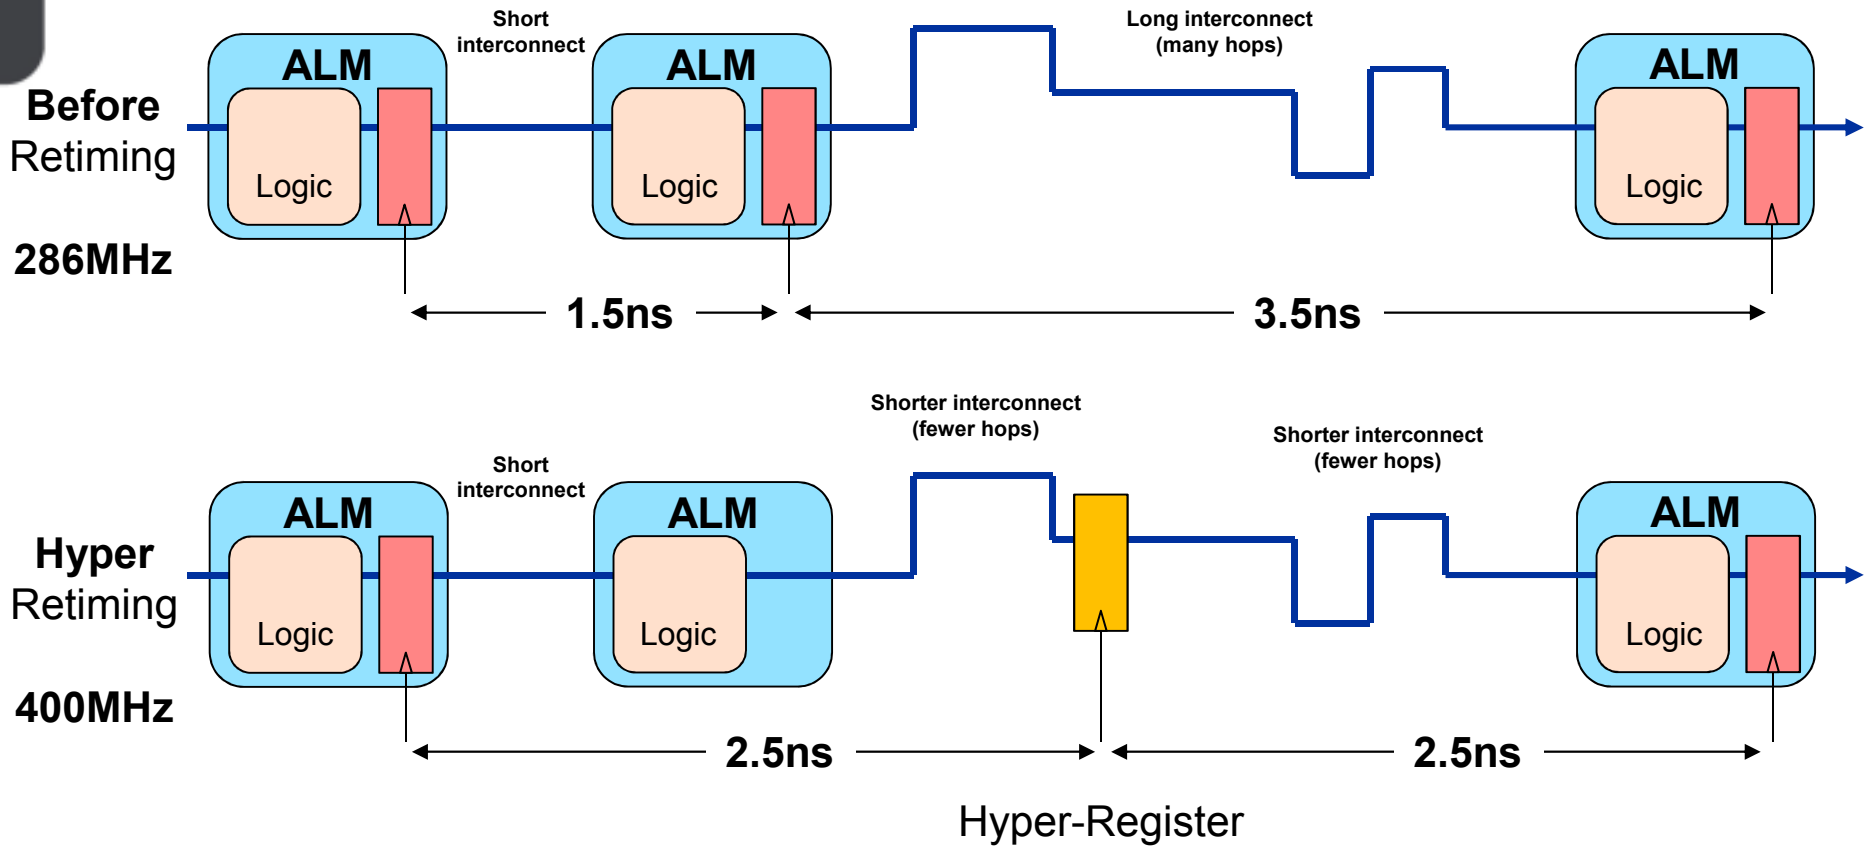 Short
interconnect
Long interconnect
(many hops)
ALM
ALM
ALM
Before
Retiming
Logic
Logic
Logic
286MHz
1.5ns
3.5ns
Shorter interconnect
(fewer hops)
Shorter interconnect
(fewer hops)
Short
interconnect
ALM
ALM
ALM
Hyper
Retiming
Logic
Logic
Logic
400MHz
2.5ns
2.5ns
Hyper-Register